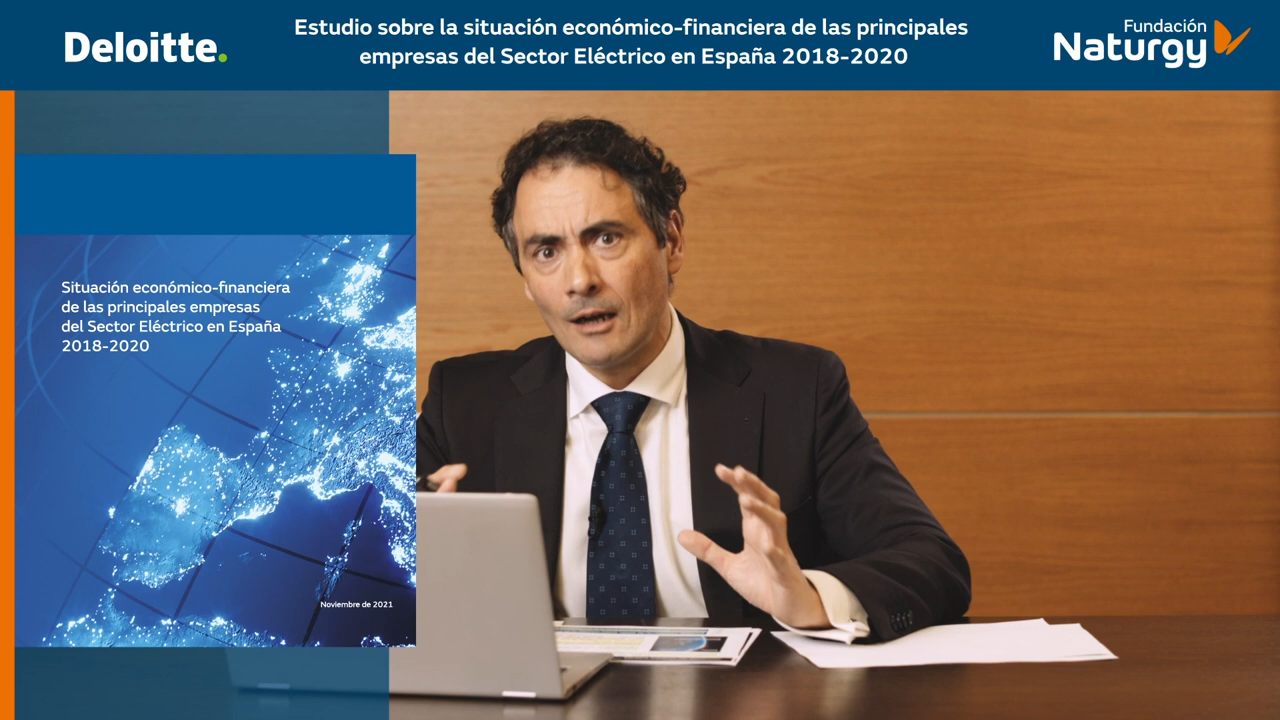 Deloitte.
Estudio sobre la situación económico-financiera de las principales
empresas del Sector Eléctrico en España 2018-2020
Fundación
Naturgy
Situación económico-financiera
de las principales empresas
del Sector Eléctrico en España
2018-2020
Noviembre de 2021